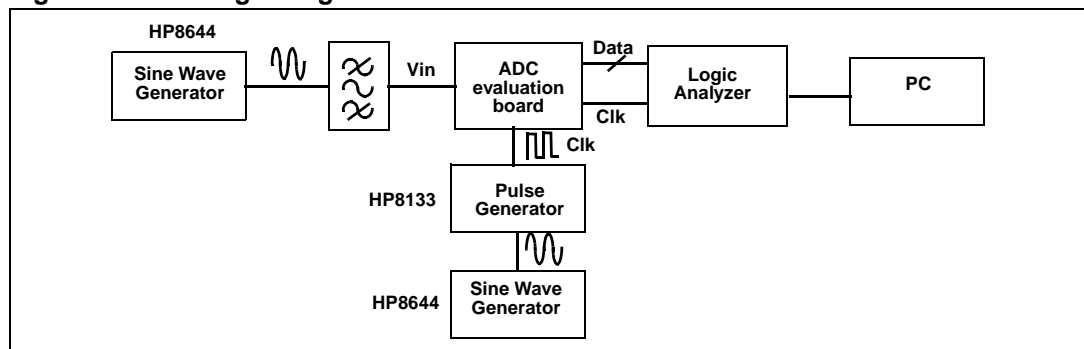 HP8644
Sine Wave
Generator
Vin
ADC
evaluation
board
Data
Clk
Logic
Analyzer
PC
Clk
HP8133
Pulse
Generator
HP8644
Sine Wave
Generator